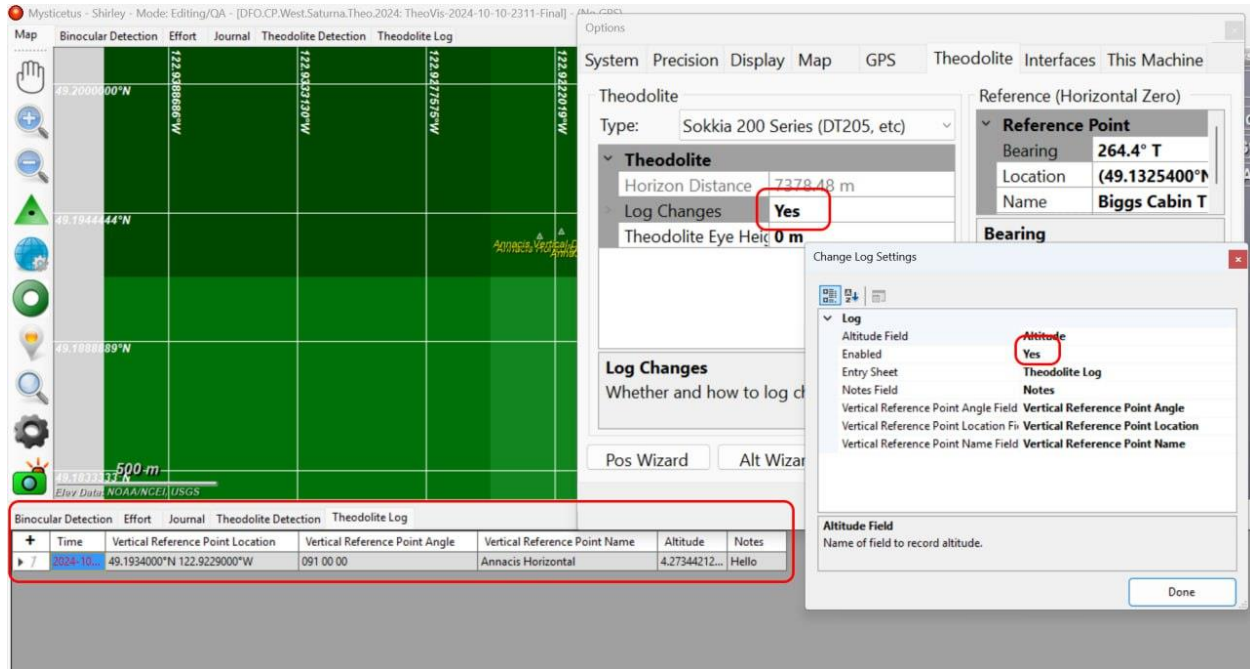 Mysticetus - Shirley - Mode: Editing/QA - [DFO.CP.West.Saturna.Theo.2024: TheoVis-2024-10-10-2311-Final] - (No GPS)
Map Binocular Detection Effort Journal Theodolite Detection Theodolite Log
122.9388686°W
122.9333130°W
122.9277575°W
122.9222019°W
49.2000000°N
49.1944444°N
49.1888889°N
49.1833333°N
500 m
Elev Data: NOAA/NCEI, USGS
Options
System Precision Display Map GPS Theodolite Interfaces This Machine
Theodolite
Type: Sokkia 200 Series (DT205, etc)
Theodolite
Horizon Distance 7378.48 m
Log Changes Yes
Theodolite Eye Heig 0 m
Log Changes
Whether and how to log ch
Pos Wizard Alt Wizar
Reference (Horizontal Zero)
Reference Point
Bearing 264.4° T
Location (49.1325400°N
Name Biggs Cabin T
Bearing
Change Log Settings
Log
Altitude Field Altitude
Enabled Yes
Entry Sheet Theodolite Log
Notes Field Notes
Vertical Reference Point Angle Field Vertical Reference Point Angle
Vertical Reference Point Location Fi Vertical Reference Point Location
Vertical Reference Point Name Field Vertical Reference Point Name
Altitude Field
Name of field to record altitude.
Done
Binocular Detection Effort Journal Theodolite Detection Theodolite Log
+ Time Vertical Reference Point Location Vertical Reference Point Angle Vertical Reference Point Name Altitude Notes
1 2024-10... 49.1934000°N 122.9229000°W 091 00 00 Annacis Horizontal 4.27344212... Hello